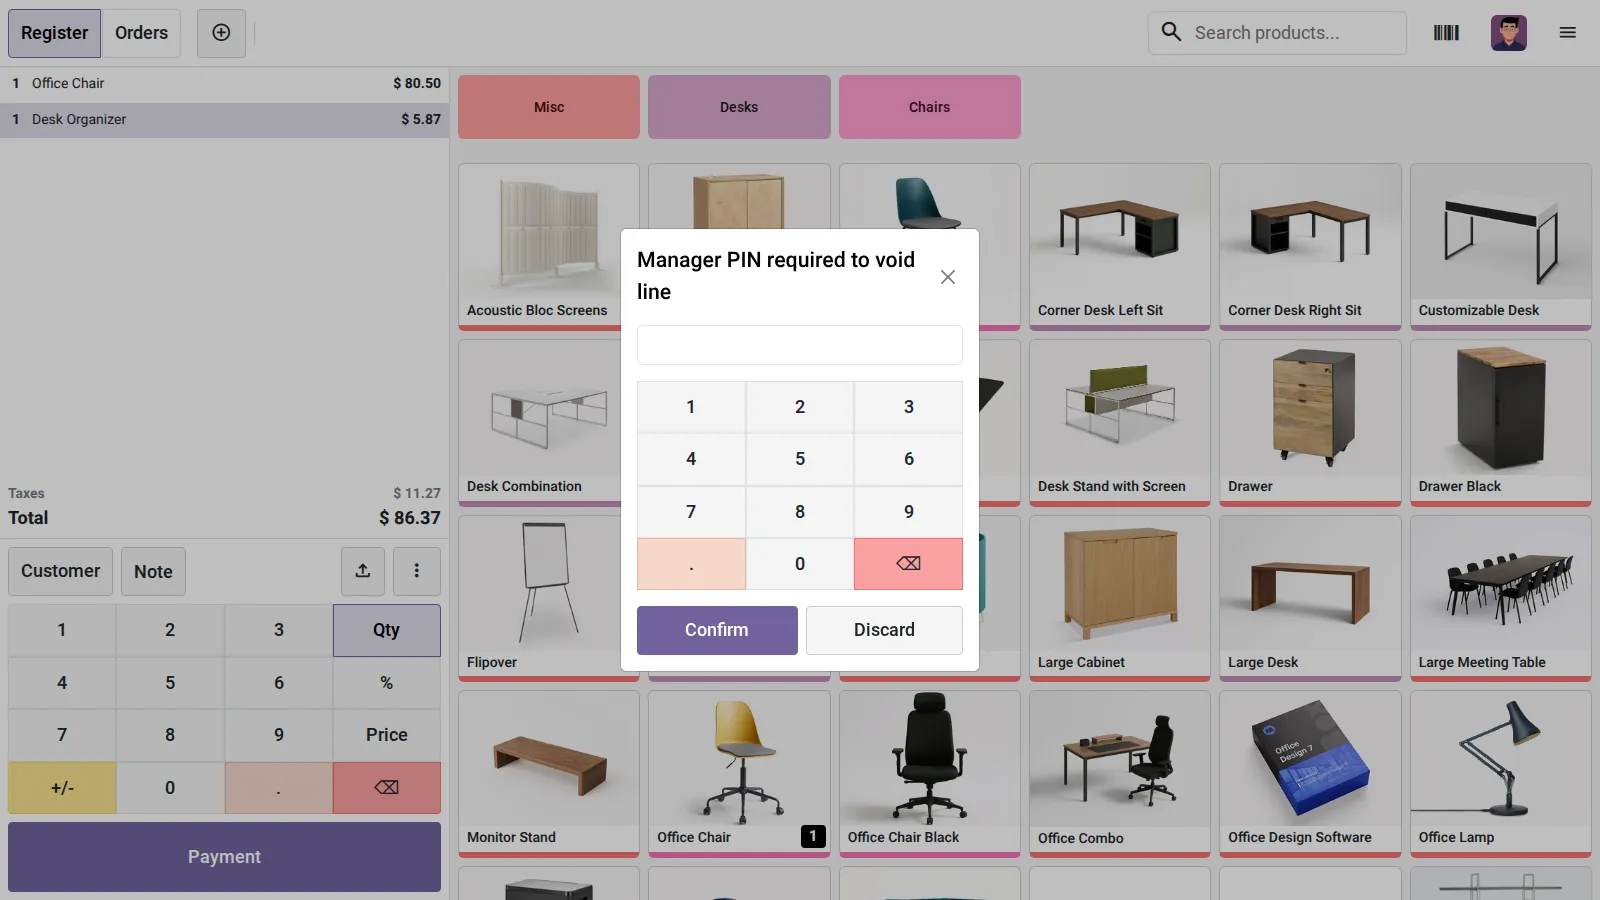 Register
Orders
Search products...
1 Office Chair $ 80.50
1 Desk Organizer $ 5.87
Taxes $ 11.27
Total $ 86.37
Customer
Note
1 2 3 Qty
4 5 6 %
7 8 9 Price
+/- 0 . ⌫
Payment
Misc
Desks
Chairs
Acoustic Bloc Screens
Corner Desk Left Sit
Corner Desk Right Sit
Customizable Desk
Desk Combination
Desk Stand with Screen
Drawer
Drawer Black
Flipover
Large Cabinet
Large Desk
Large Meeting Table
Monitor Stand
Office Chair
1
Office Chair Black
Office Combo
Office
Design 7
Office Design Software
Office Lamp
Manager PIN required to void
line
1 2 3
4 5 6
7 8 9
. 0 ⌫
Confirm
Discard